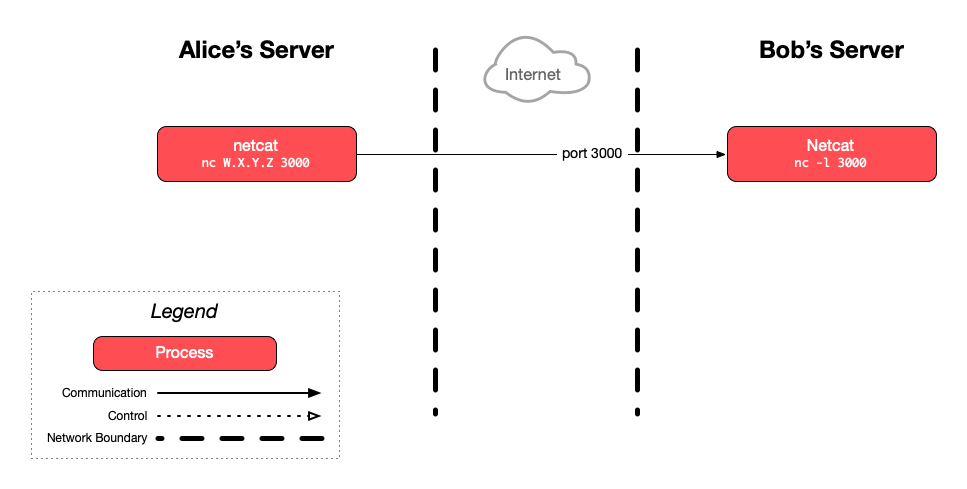 Alice’s Server
Internet
Bob’s Server
netcat
nc W.X.Y.Z 3000
port 3000
Netcat
nc -l 3000
Legend
Process
Communication
Control
Network Boundary